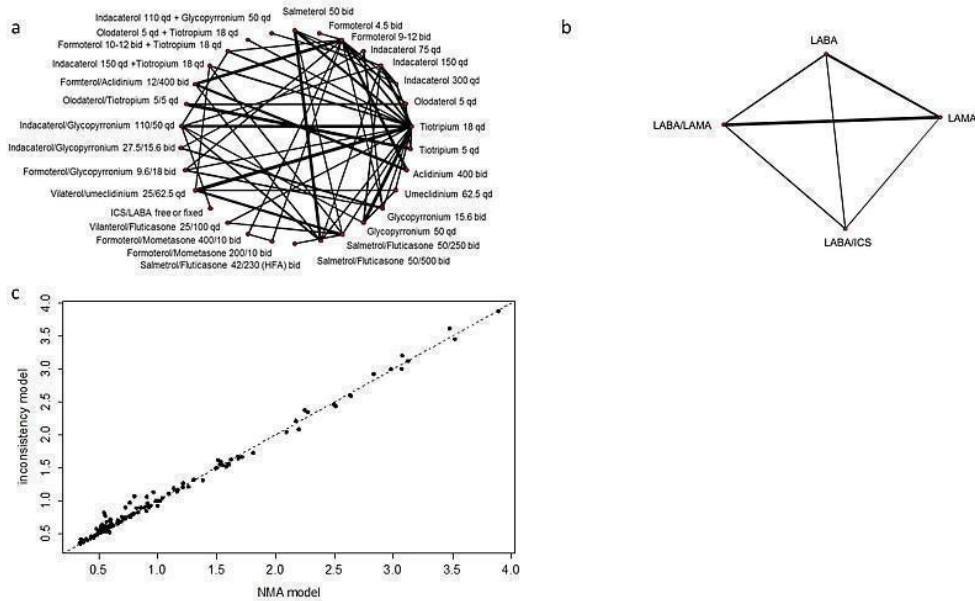 a
Indacaterol 110 qd + Glycopyrronium 50 qd
Olodaterol 5 qd + Tiotropium 18 qd
Formoterol 10-12 bid + Tiotropium 18 qd
Indacaterol 150 qd +Tiotropium 18 qd
Formterol/Aclidinium 12/400 bid
Olodaterol/Tiotropium 5/5 qd
Indacaterol/Glycopyrronium 110/50 qd
Indacaterol/Glycopyrronium 27.5/15.6 bid
Formoterol/Glycopyrronium 9.6/18 bid
Vilaterol/umeclidinium 25/62.5 qd
ICS/LABA free or fixed
Vilanterol/Fluticasone 25/100 qd
Formoterol/Mometasone 400/10 bid
Formoterol/Mometasone 200/10 bid
Salmetrol/Fluticasone 42/230 (HFA) bid
Salmeterol 50 bid
Formoterol 4.5 bid
Formoterol 9-12 bid
Indacaterol 75 qd
Indacaterol 150 qd
Indacaterol 300 qd
Olodaterol 5 qd
Tiotripium 18 qd
Tiotripium 5 qd
Aclidinium 400 bid
Umeclidinium 62.5 qd
Glycopyrronium 15.6 bid
Glycopyrronium 50 qd
Salmetrol/Fluticasone 50/250 bid
Salmetrol/Fluticasone 50/500 bid
b
LABA
LABA/LAMA
LAMA
LABA/ICS
c
inconsistency model
4.0
3.5
3.0
2.5
2.0
1.5
1.0
0.5
0.5 1.0 1.5 2.0 2.5 3.0 3.5 4.0
NMA model